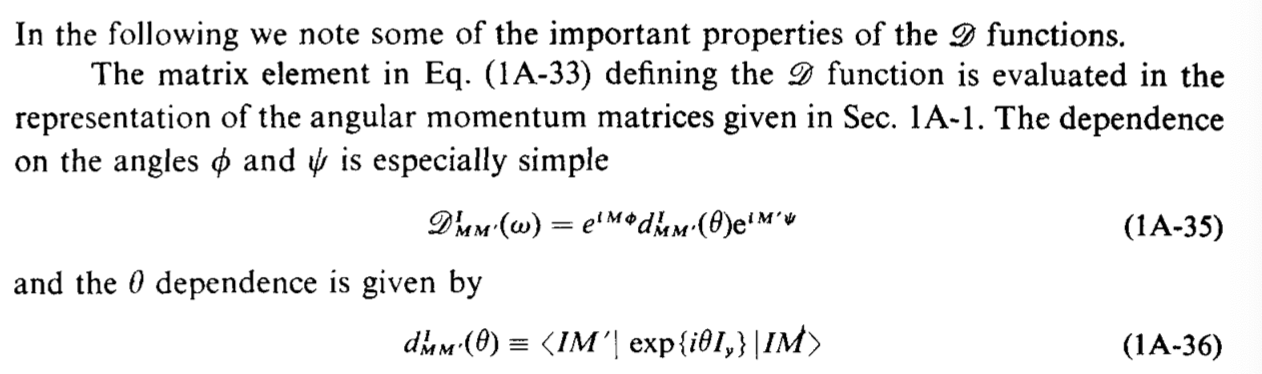 In the following we note some of the important properties of the 𝒟 functions.
The matrix element in Eq. (1A-33) defining the 𝒟 function is evaluated in the
representation of the angular momentum matrices given in Sec. 1A-1. The dependence
on the angles ϕ and ψ is especially simple
𝒟ᴵ_{MM′}(ω) = e^{iMϕ}dᴵ_{MM′}(θ)e^{iM′ψ} (1A-35)
and the θ dependence is given by
dᴵ_{MM′}(θ) ≡ ⟨IM′| exp{iθI_y} |IM⟩ (1A-36)